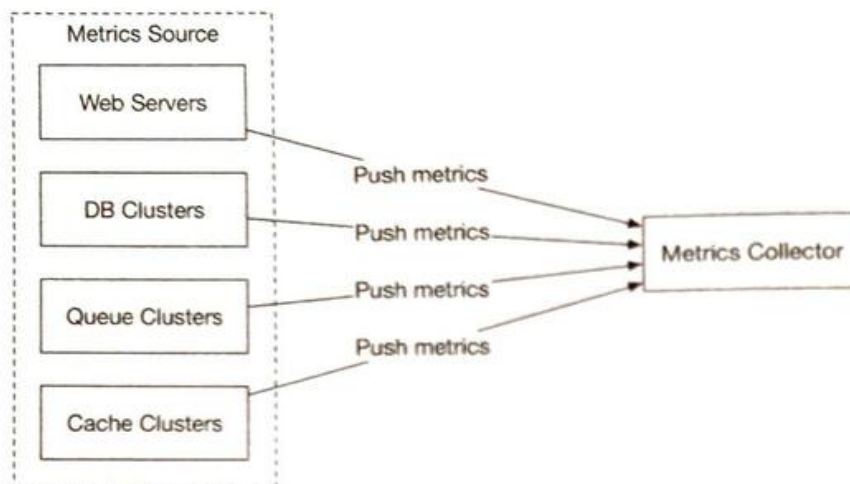 Metrics Source
Web Servers
Push metrics
DB Clusters
Push metrics
Metrics Collector
Queue Clusters
Push metrics
Push metrics
Cache Clusters